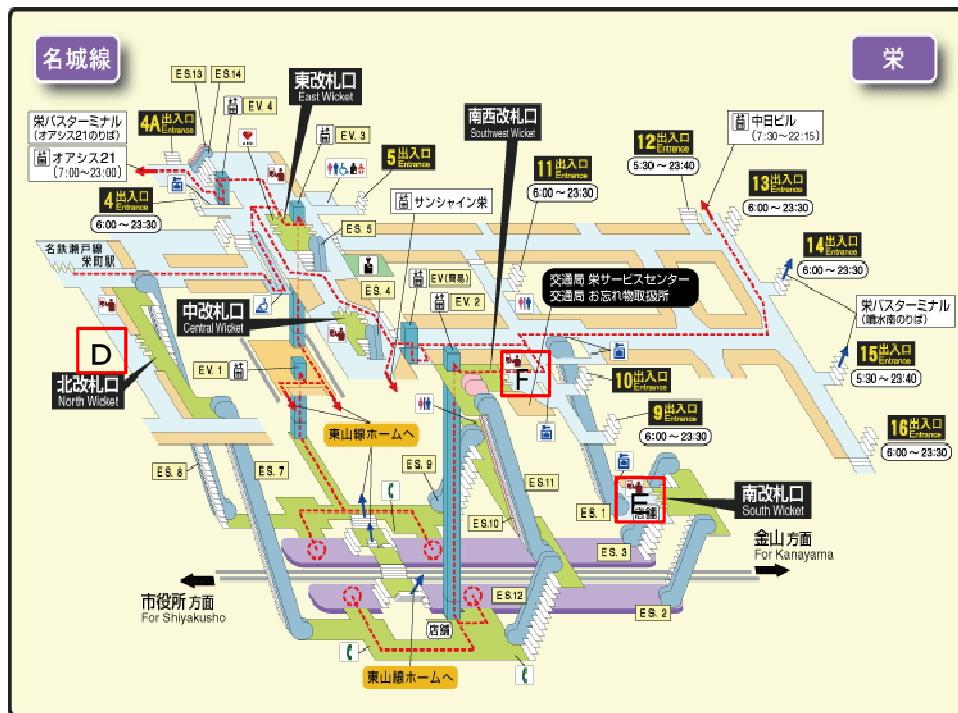 名城線
栄
E S.13
E S.14
東改札口
East Wicket
EV. 4
4A出入口
Entrance
栄バスターミナル
(オアシス21のりば)
オアシス21
(7:00～23:00)
EV. 3
南西改札口
Southwest Wicket
12出入口
Entrance
5:30～23:40
中日ビル
(7:30～22:15)
5出入口
Entrance
11出入口
Entrance
6:00～23:30
13出入口
Entrance
6:00～23:30
4出入口
Entrance
6:00～23:30
サンシャイン栄
E S. 5
14出入口
Entrance
6:00～23:30
名鉄瀬戸線
栄町駅
EV(簡易)
E S. 4
EV. 2
交通局 栄サービスセンター
交通局 お忘れ物取扱所
栄バスターミナル
(噴水南のりば)
中改札口
Central Wicket
D
F
15出入口
Entrance
5:30～23:40
EV. 1
北改札口
North Wicket
10出入口
Entrance
9出入口
Entrance
6:00～23:30
16出入口
Entrance
6:00～23:30
東山線ホームへ
E S. 8
E S. 7
E S. 9
E S.11
E
南改札口
South Wicket
E S. 1
E S.10
E S. 3
金山 方面
For Kanayama
市役所 方面
For Shiyakusho
E S.12
E S. 2
店舗
東山線ホームへ